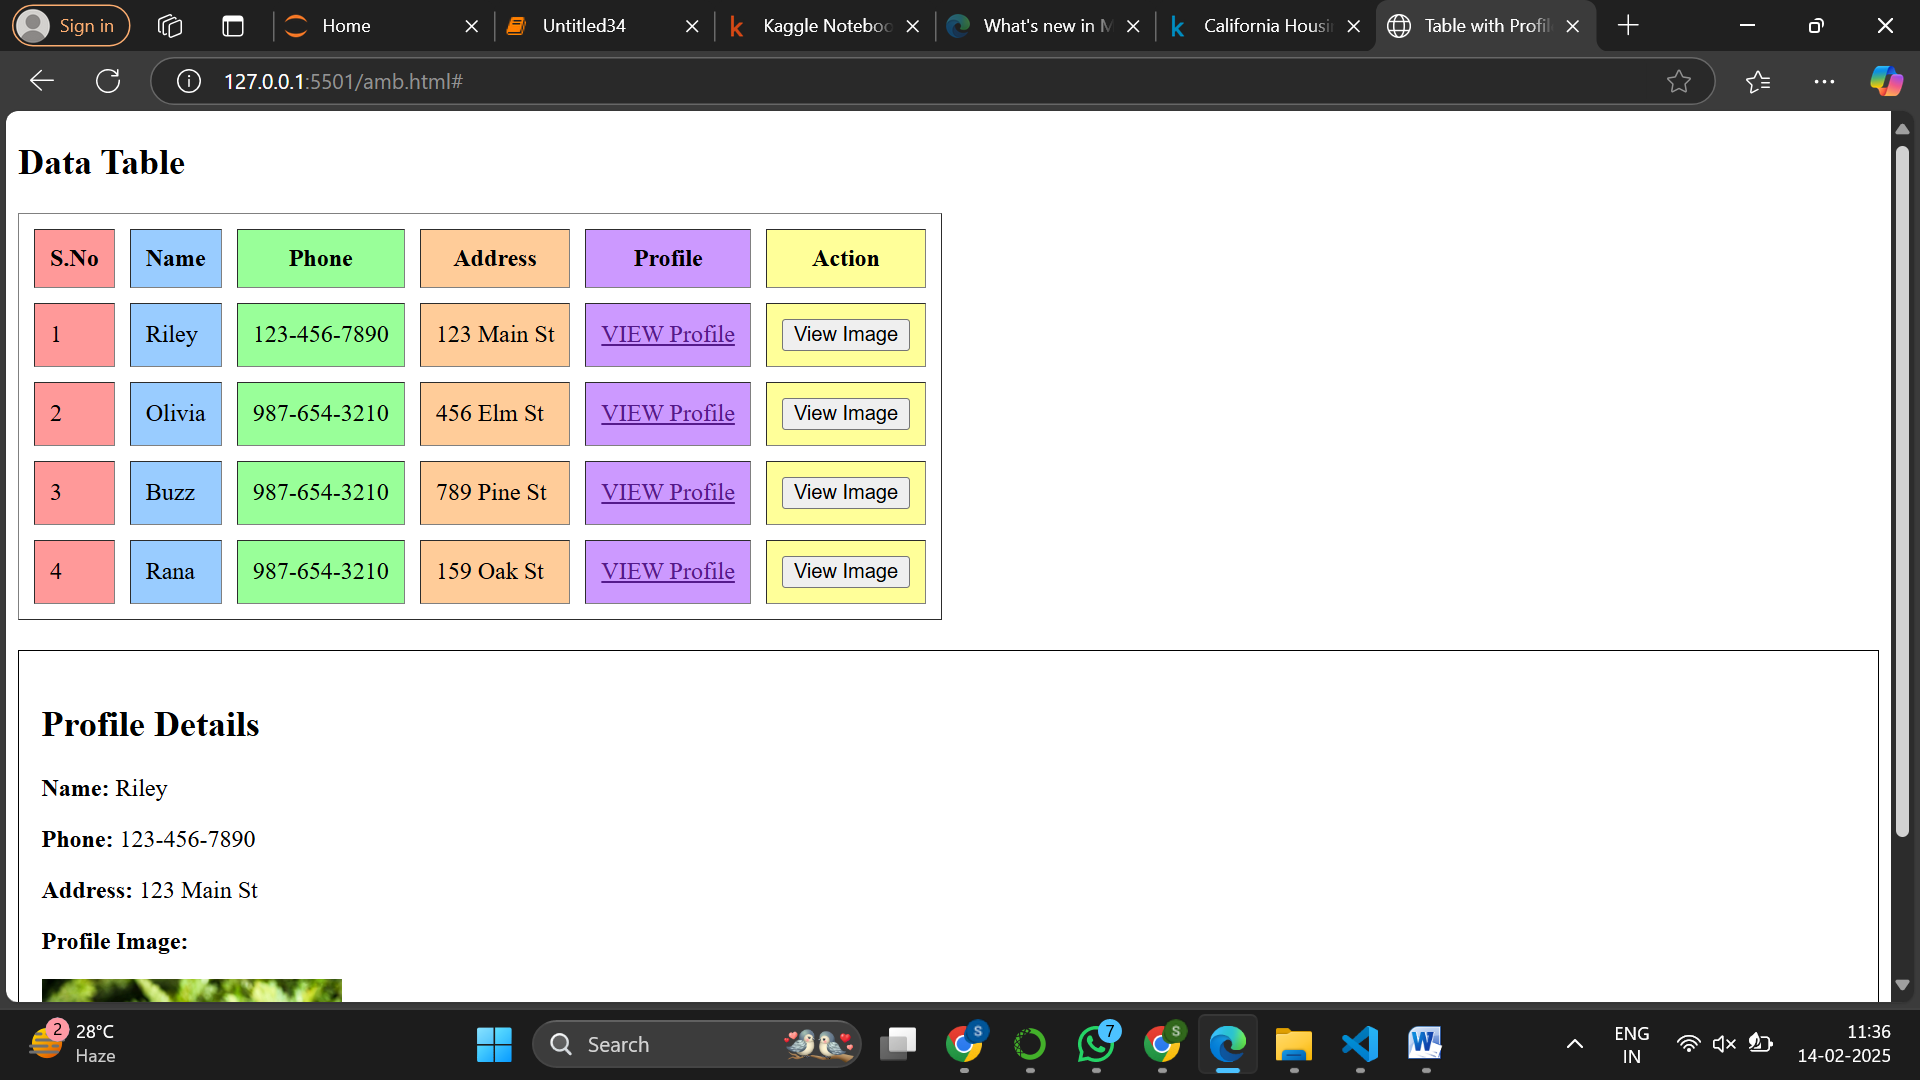 Sign in
Home
Untitled34
Kaggle Noteboo
What's new in M
California Housin
Table with Profil
127.0.0.1:5501/amb.html#
Data Table
S.No Name Phone Address Profile Action
1 Riley 123-456-7890 123 Main St VIEW Profile View Image
2 Olivia 987-654-3210 456 Elm St VIEW Profile View Image
3 Buzz 987-654-3210 789 Pine St VIEW Profile View Image
4 Rana 987-654-3210 159 Oak St VIEW Profile View Image
Profile Details
Name: Riley
Phone: 123-456-7890
Address: 123 Main St
Profile Image:
2
28°C
Haze
Search
S
7
S
ENG
IN
11:36
14-02-2025